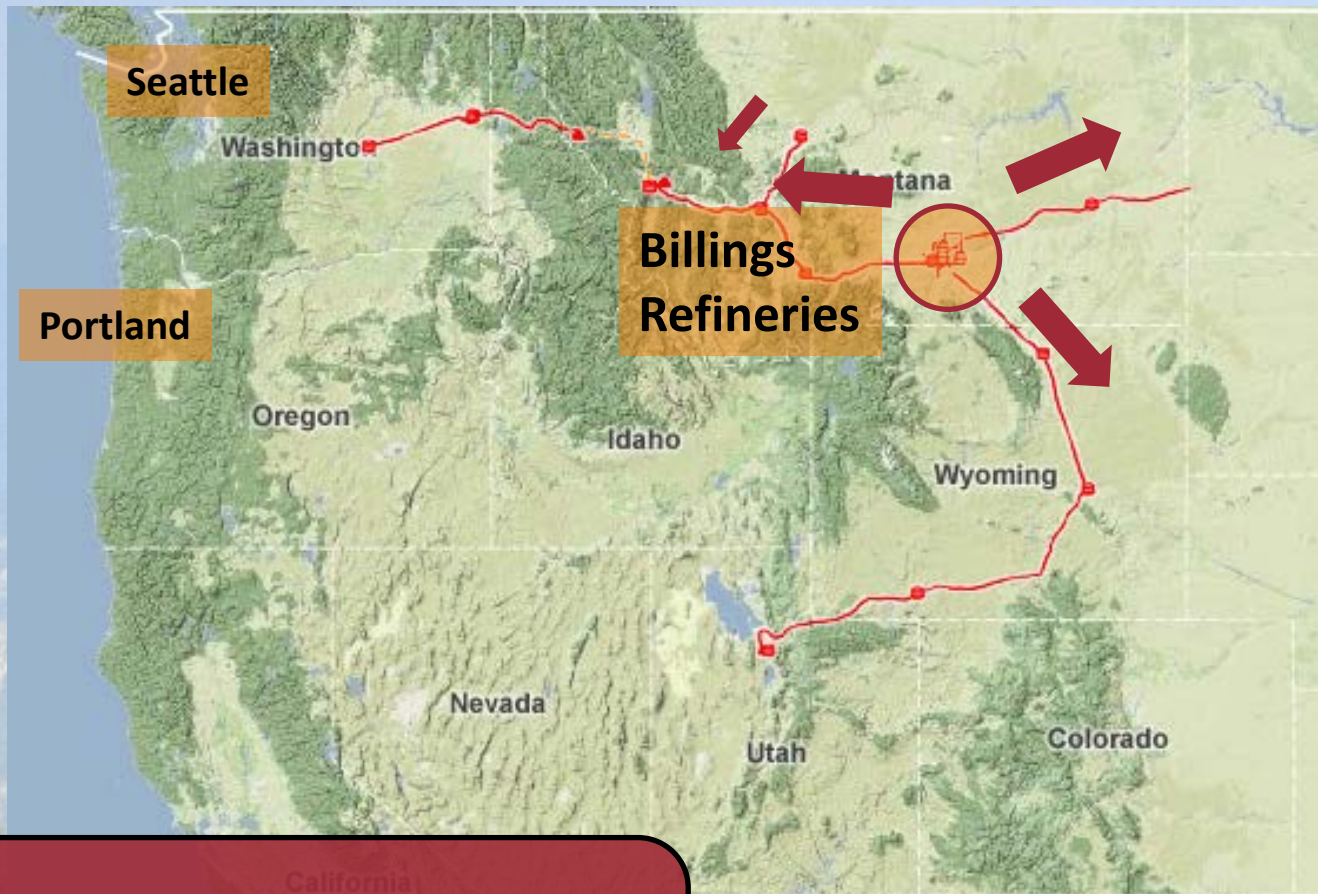 Seattle
Washington
Montana
Billings
Refineries
Portland
Oregon
Idaho
Wyoming
Nevada
Utah
Colorado
California